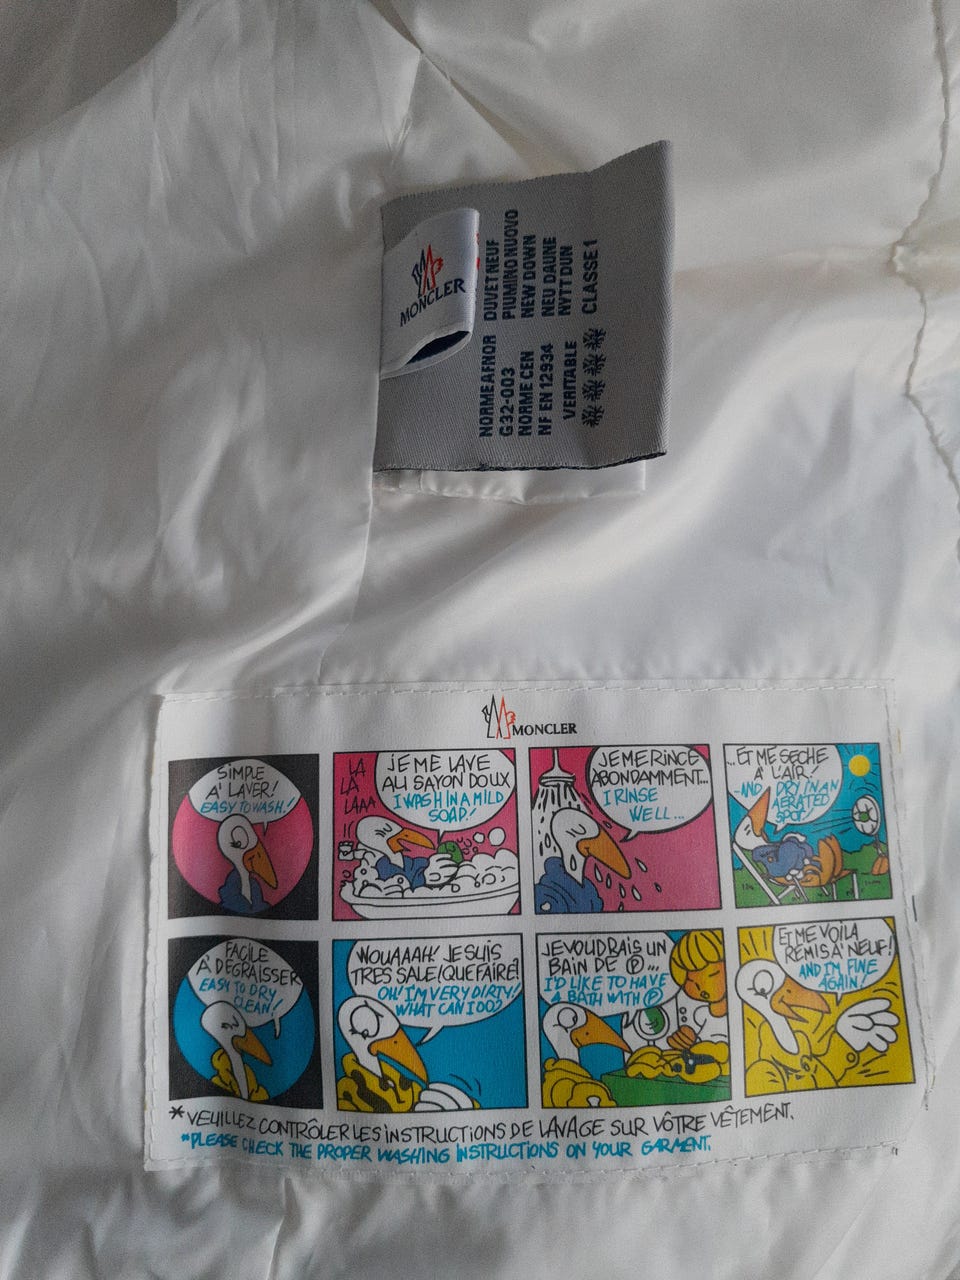 MONCLER
NORME AFNOR DUVET NEUF
G32-003 PIUMINO NUOVO
NORME CEN NEW DOWN
NF EN 12934 NEU DAUNE
VERITABLE NYTT DUN
CLASSE 1
MONCLER
SIMPLE
A' LAVER!
EASY TO WASH!
LA
LA
LAAA
JE ME LAVE
AU SAVON DOUX
I WASH IN A MILD
SOAP!
JE ME RINCE
ABONDAMMENT...
I RINSE
WELL...
...ET ME SECHE
A' L'AIR!
-AND DRY IN AN
AERATED
SPOT!
FACILE
A' DEGRAISSER
EASY TO DRY
CLEAN!
WOUAAAH! JE SUIS
TRES SALE! QUE FAIRE?
OH! I'M VERY DIRTY!
WHAT CAN I DO?
JE VOUDRAIS UN
BAIN DE Ⓟ...
I'D LIKE TO HAVE
A BATH WITH Ⓟ
ET ME VOILA
REMIS A' NEUF!
AND I'M FINE
AGAIN!
*VEUILLEZ CONTRÔLER LES INSTRUCTIONS DE LAVAGE SUR VÔTRE VÊTEMENT.
*PLEASE CHECK THE PROPER WASHING INSTRUCTIONS ON YOUR GARMENT.